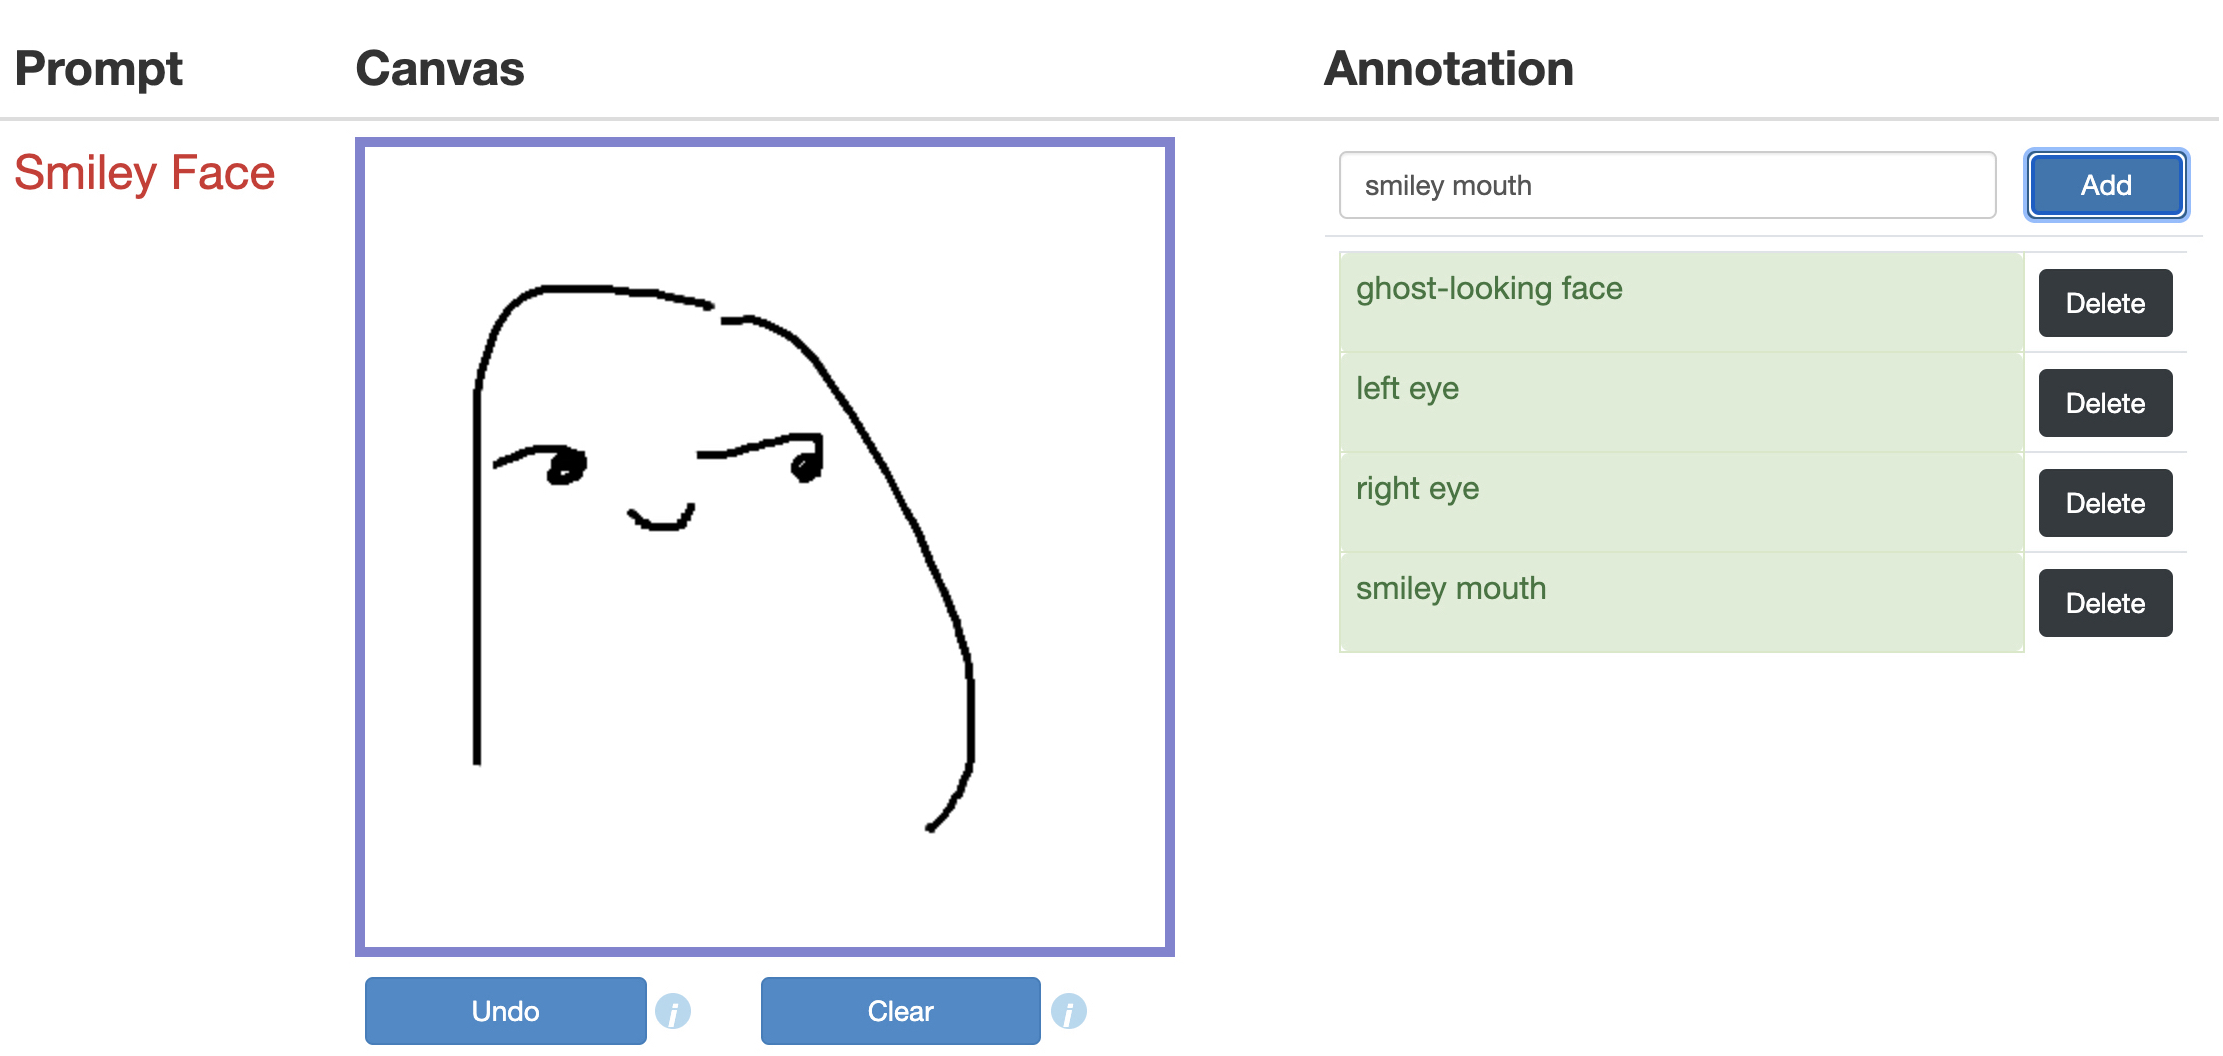 Prompt
Canvas
Annotation
Smiley Face
smiley mouth
Add
ghost-looking face
Delete
left eye
Delete
right eye
Delete
smiley mouth
Delete
Undo
i
Clear
i